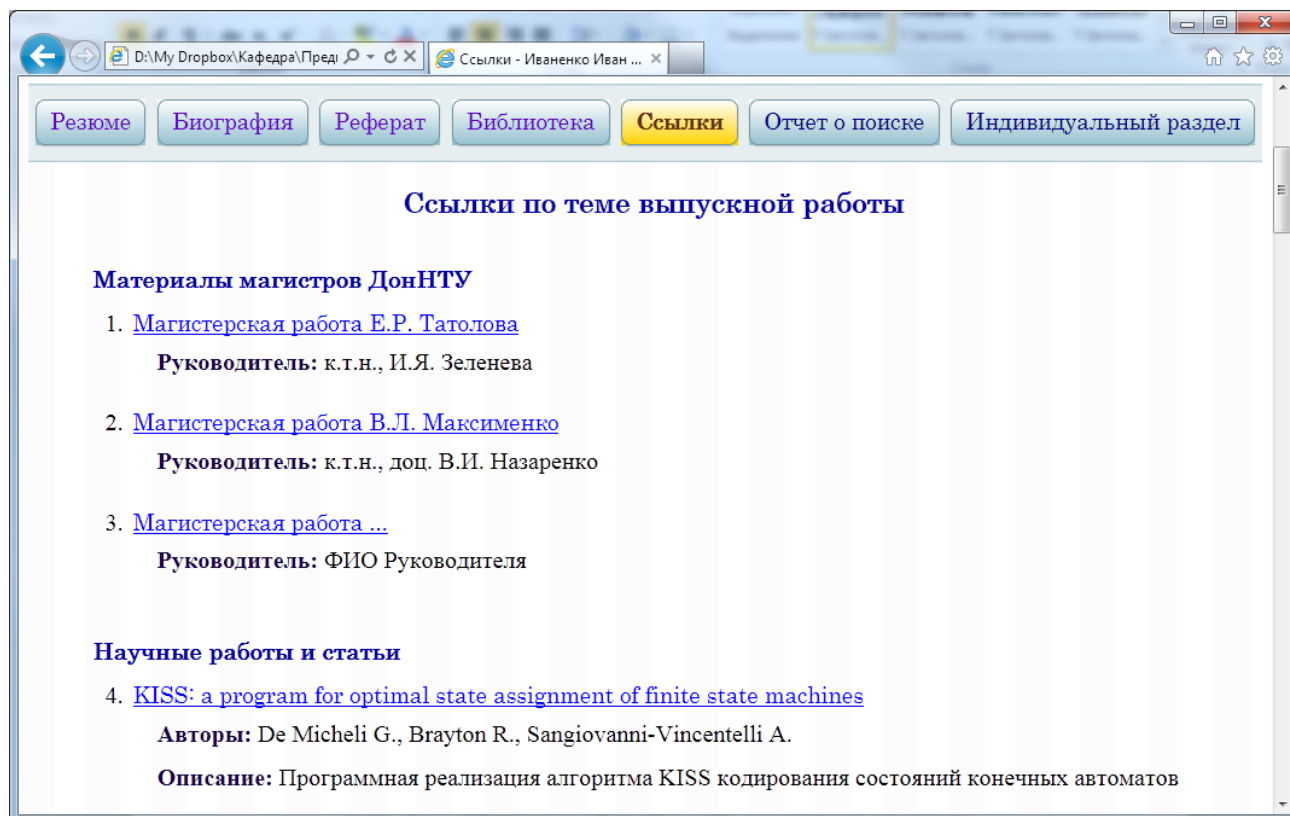 D:\My Dropbox\Кафедра\Преді
Ссылки - Иваненко Иван ...
Резюме Биография Реферат Библиотека Ссылки Отчет о поиске Индивидуальный раздел
Ссылки по теме выпускной работы
Материалы магистров ДонНТУ
1. Магистерская работа Е.Р. Татолова
Руководитель: к.т.н., И.Я. Зеленева
2. Магистерская работа В.Л. Максименко
Руководитель: к.т.н., доц. В.И. Назаренко
3. Магистерская работа ...
Руководитель: ФИО Руководителя
Научные работы и статьи
4. KISS: a program for optimal state assignment of finite state machines
Авторы: De Micheli G., Brayton R., Sangiovanni-Vincentelli A.
Описание: Программная реализация алгоритма KISS кодирования состояний конечных автоматов